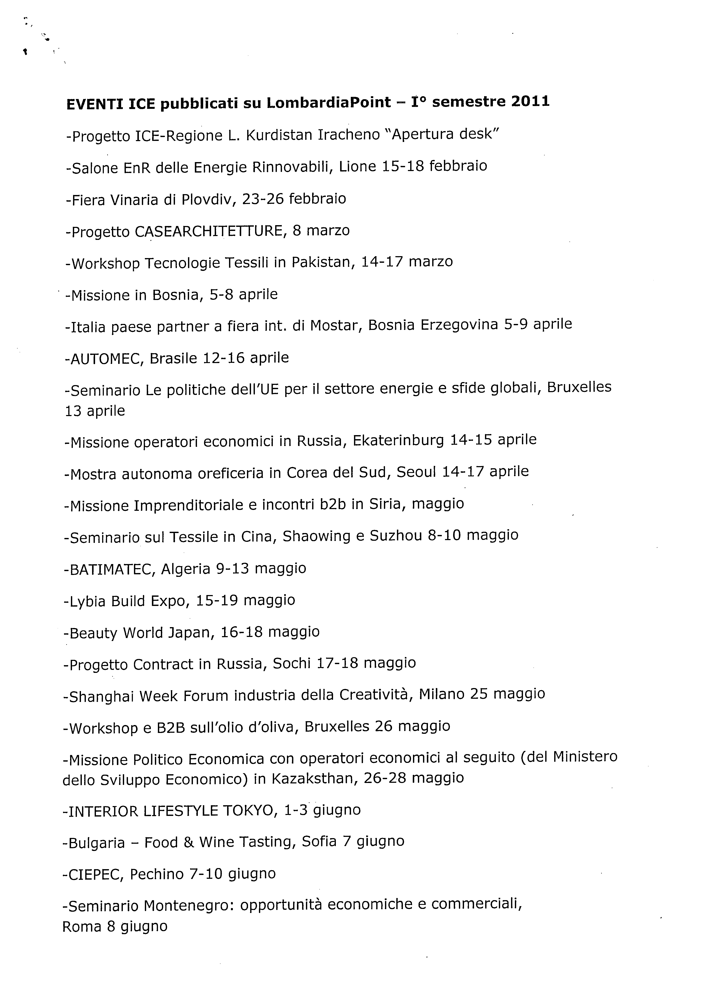 EVENTI ICE pubblicati su LombardiaPoint – I° semestre 2011
-Progetto ICE-Regione L. Kurdistan Iracheno "Apertura desk"
-Salone EnR delle Energie Rinnovabili, Lione 15-18 febbraio
-Fiera Vinaria di Plovdiv, 23-26 febbraio
-Progetto CASEARCHITETTURE, 8 marzo
-Workshop Tecnologie Tessili in Pakistan, 14-17 marzo
-Missione in Bosnia, 5-8 aprile
-Italia paese partner a fiera int. di Mostar, Bosnia Erzegovina 5-9 aprile
-AUTOMEC, Brasile 12-16 aprile
-Seminario Le politiche dell'UE per il settore energie e sfide globali, Bruxelles
13 aprile
-Missione operatori economici in Russia, Ekaterinburg 14-15 aprile
-Mostra autonoma oreficeria in Corea del Sud, Seoul 14-17 aprile
-Missione Imprenditoriale e incontri b2b in Siria, maggio
-Seminario sul Tessile in Cina, Shaowing e Suzhou 8-10 maggio
-BATIMATEC, Algeria 9-13 maggio
-Lybia Build Expo, 15-19 maggio
-Beauty World Japan, 16-18 maggio
-Progetto Contract in Russia, Sochi 17-18 maggio
-Shanghai Week Forum industria della Creatività, Milano 25 maggio
-Workshop e B2B sull'olio d'oliva, Bruxelles 26 maggio
-Missione Politico Economica con operatori economici al seguito (del Ministero
dello Sviluppo Economico) in Kazaksthan, 26-28 maggio
-INTERIOR LIFESTYLE TOKYO, 1-3 giugno
-Bulgaria – Food & Wine Tasting, Sofia 7 giugno
-CIEPEC, Pechino 7-10 giugno
-Seminario Montenegro: opportunità economiche e commerciali,
Roma 8 giugno